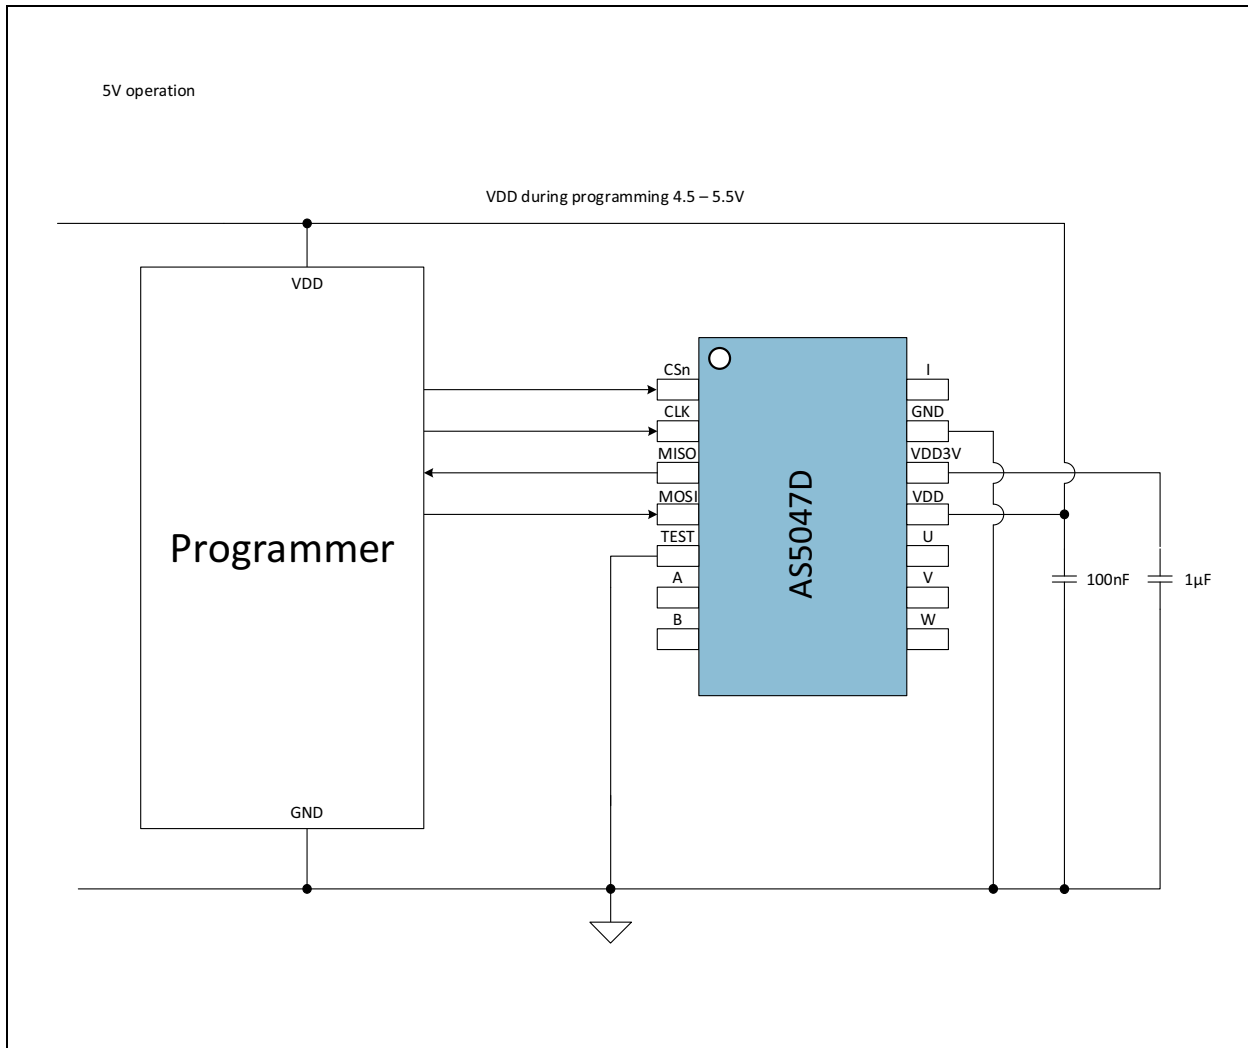 5V operation
VDD during programming 4.5 – 5.5V
VDD
Programmer
GND
CSn
CLK
MISO
MOSI
TEST
A
B
AS5047D
I
GND
VDD3V
VDD
U
V
W
100nF
1µF